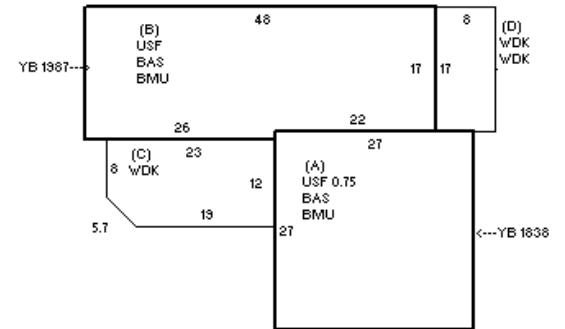 48
8
(B)
USF
BAS
BMU
(D)
WDK
WDK
YB 1987--->
17
17
26
22
23
27
(C)
WDK
8
12
(A)
USF 0.75
BAS
BMU
19
5.7
27
<---YB 1838